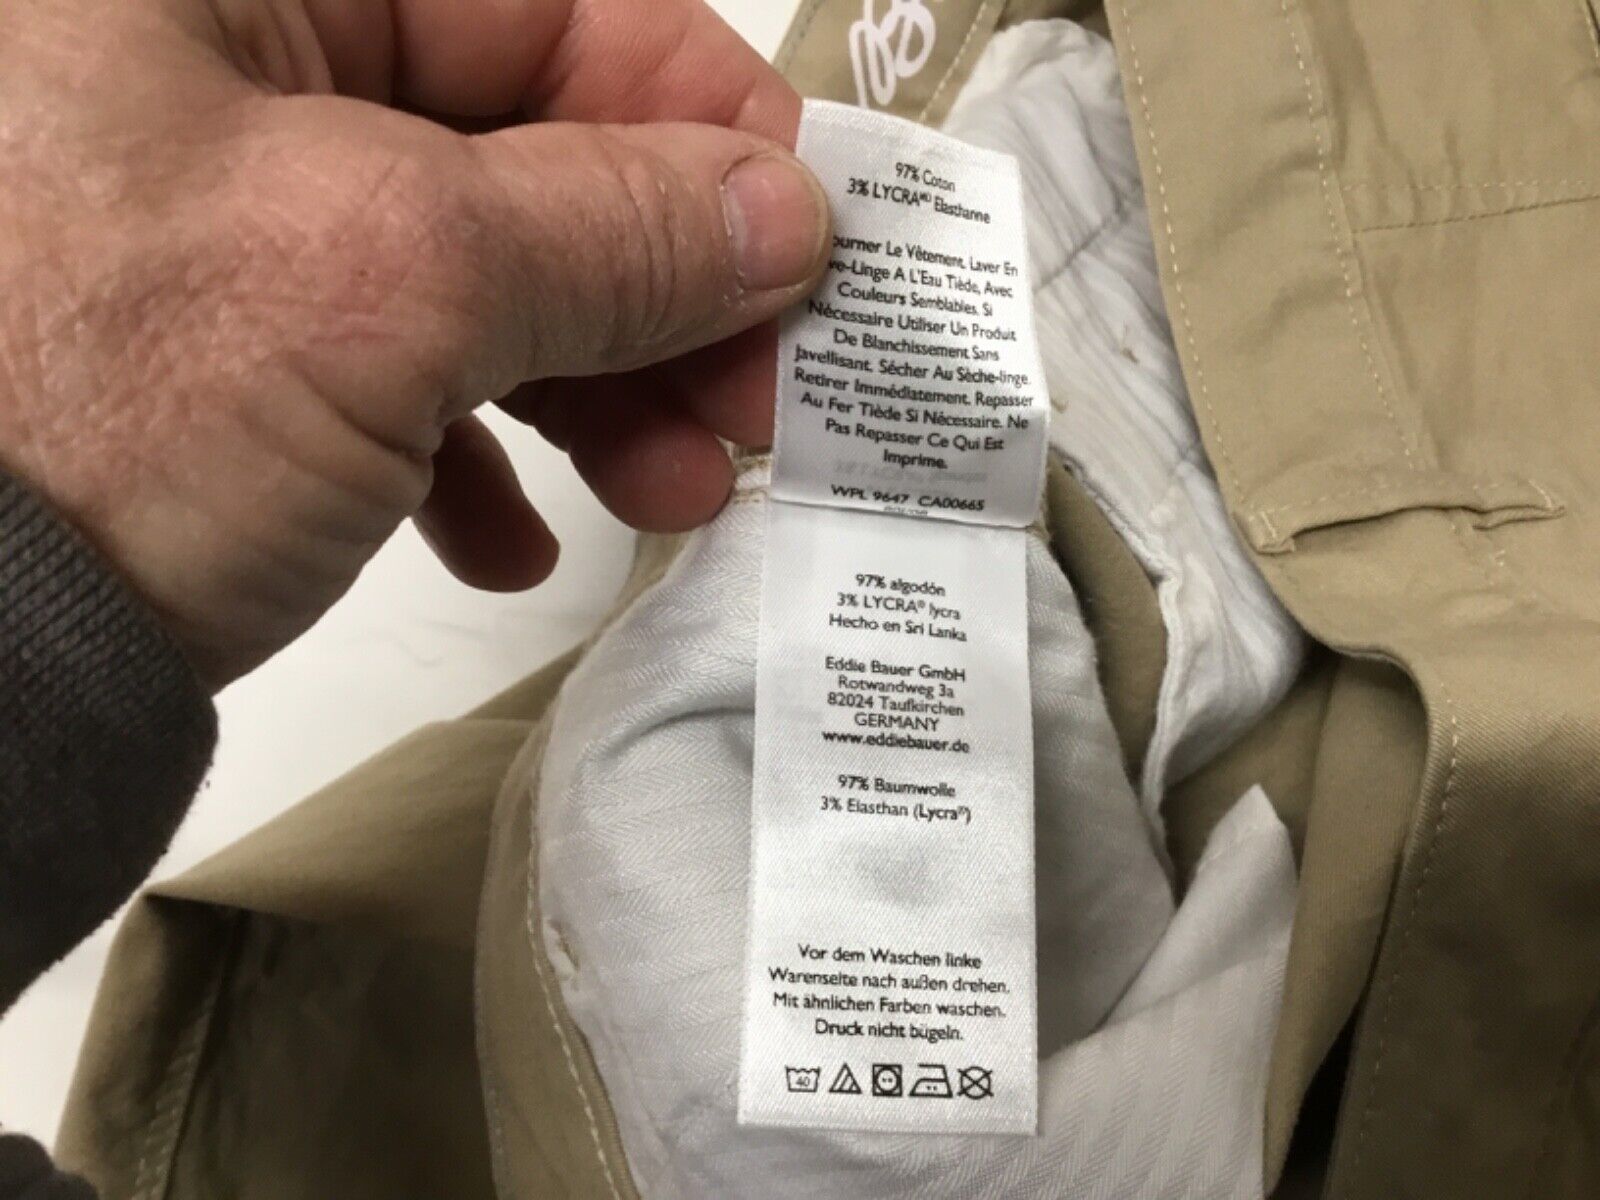 97% Coton
3% LYCRA᾿ᴰ Elasthanne
ourner Le Vêtement, Laver En
ve-Linge A L'Eau Tiède, Avec
Couleurs Semblables. Si
Nécessaire Utiliser Un Produit
De Blanchissement Sans
Javellisant. Sécher Au Sèche-linge.
Retirer Immédiatement. Repasser
Au Fer Tiède Si Nécessaire. Ne
Pas Repasser Ce Qui Est
Imprime.
WPL 9647 CA00665
97% algodón
3% LYCRA® lycra
Hecho en Sri Lanka
Eddie Bauer GmbH
Rotwandweg 3a
82024 Taufkirchen
GERMANY
www.eddiebauer.de
97% Baumwolle
3% Elasthan (Lycra®)
Vor dem Waschen linke
Warenseite nach außen drehen.
Mit ähnlichen Farben waschen.
Druck nicht bügeln.
40